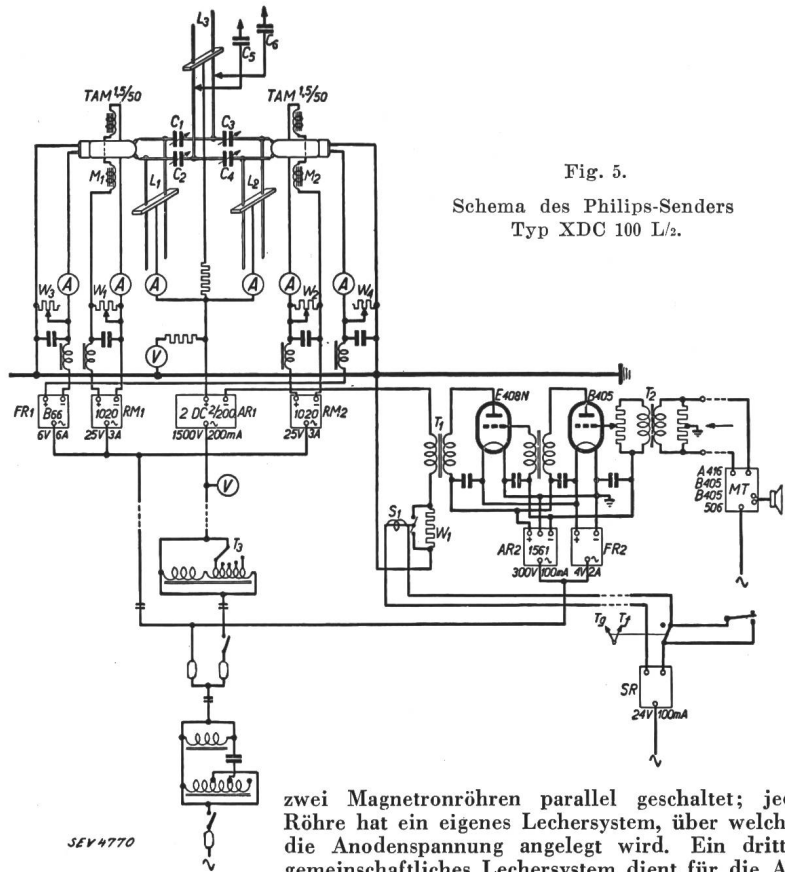 L3
C5
C6
TAM 1,5/50
TAM 1,5/50
C1
C3
C2
C4
M1
M2
L1
L2
Fig. 5.
Schema des Philips-Senders
Typ XDC 100 L/2.
A
A
A
A
A
A
W3
W1
W2
W4
V
FR1
B66
6V 6A
1020
RM1
25V 3A
2 DC 2/200
AR1
1500V 200mA
1020
RM2
25V 3A
V
T1
E408N
B405
T2
S1
W1
A416
B405
B405
506
MT
AR2
1561
300V 100mA
FR2
4V 2A
T3
Tg
Tf
SR
24V 100mA
zwei Magnetronröhren parallel geschaltet;
Röhre hat ein eigenes Lechersystem, über
die Anodenspannung angelegt wird. Ein
gemeinschaftliches Lechersystem dient für die
SEV 4770